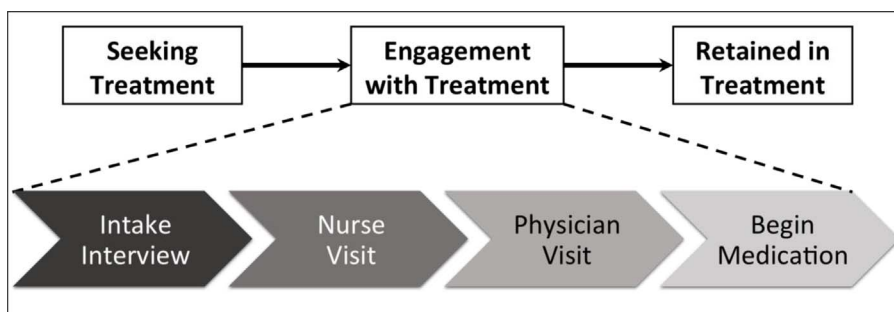 Seeking
Treatment
Engagement
with Treatment
Retained in
Treatment
Intake
Interview
Nurse
Visit
Physician
Visit
Begin
Medication